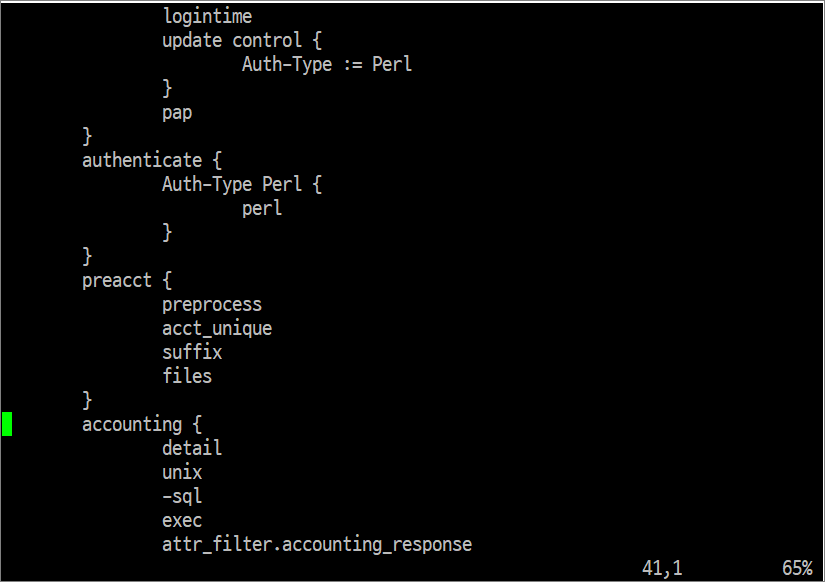 logintime
update control {
Auth-Type := Perl
}
pap
}
authenticate {
Auth-Type Perl {
perl
}
}
preacct {
preprocess
acct_unique
suffix
files
}
accounting {
detail
unix
-sql
exec
attr_filter.accounting_response
41,1 65%